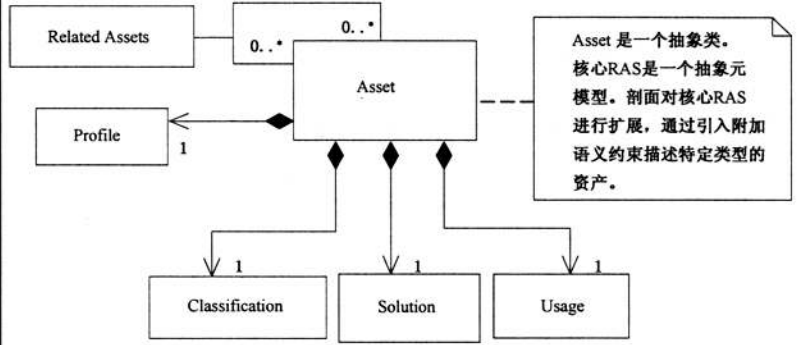 Related Assets
0..*
0..*
Asset
Asset 是一个抽象类。
核心RAS是一个抽象元
模型。剖面对核心RAS
进行扩展，通过引入附加
语义约束描述特定类型的
资产。
Profile
1
1
1
1
Classification
Solution
Usage